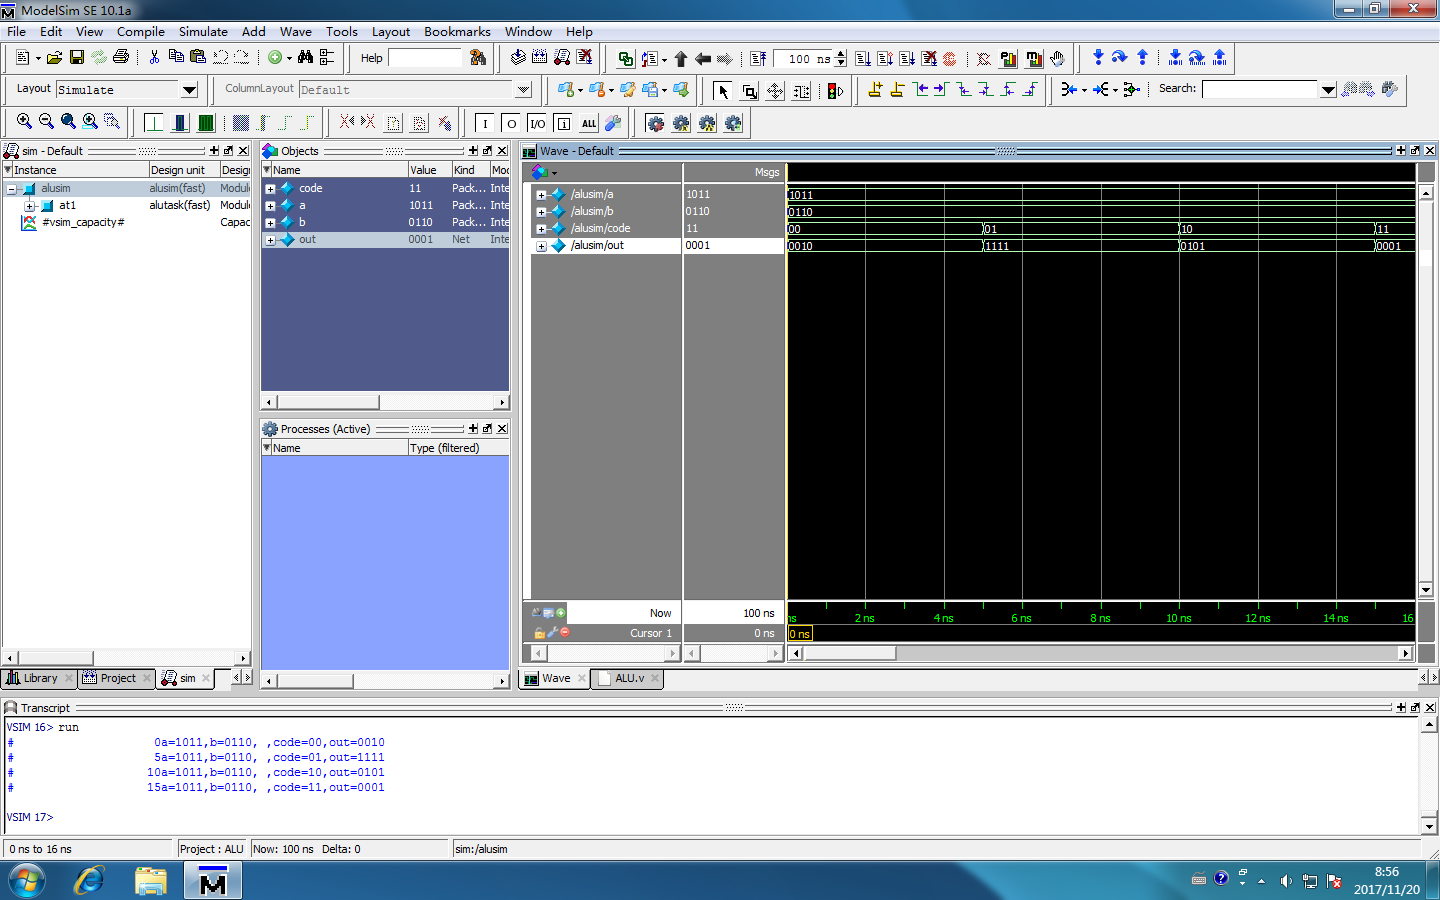 ModelSim SE 10.1a
File Edit View Compile Simulate Add Wave Tools Layout Bookmarks Window Help
Help
100 ns
Layout Simulate ColumnLayout Default Search:
I O I/O i ALL
sim - Default
Instance Design unit Design
alusim alusim(fast) Modul
at1 alutask(fast) Modul
#vsim_capacity# Capac
Library Project sim
Objects
Name Value Kind Mod
code 11 Pack... Inte
a 1011 Pack... Inte
b 0110 Pack... Inte
out 0001 Net Inte
Processes (Active)
Name Type (filtered)
Wave - Default
Msgs
/alusim/a 1011 1011
/alusim/b 0110 0110
/alusim/code 11 00 01 10 11
/alusim/out 0001 0010 1111 0101 0001
Now 100 ns ns 2 ns 4 ns 6 ns 8 ns 10 ns 12 ns 14 ns 16
Cursor 1 0 ns 0 ns
Wave ALU.v
Transcript
VSIM 16> run
# 0a=1011,b=0110, ,code=00,out=0010
# 5a=1011,b=0110, ,code=01,out=1111
# 10a=1011,b=0110, ,code=10,out=0101
# 15a=1011,b=0110, ,code=11,out=0001
VSIM 17>
0 ns to 16 ns Project : ALU Now: 100 ns Delta: 0 sim:/alusim
8:56
2017/11/20